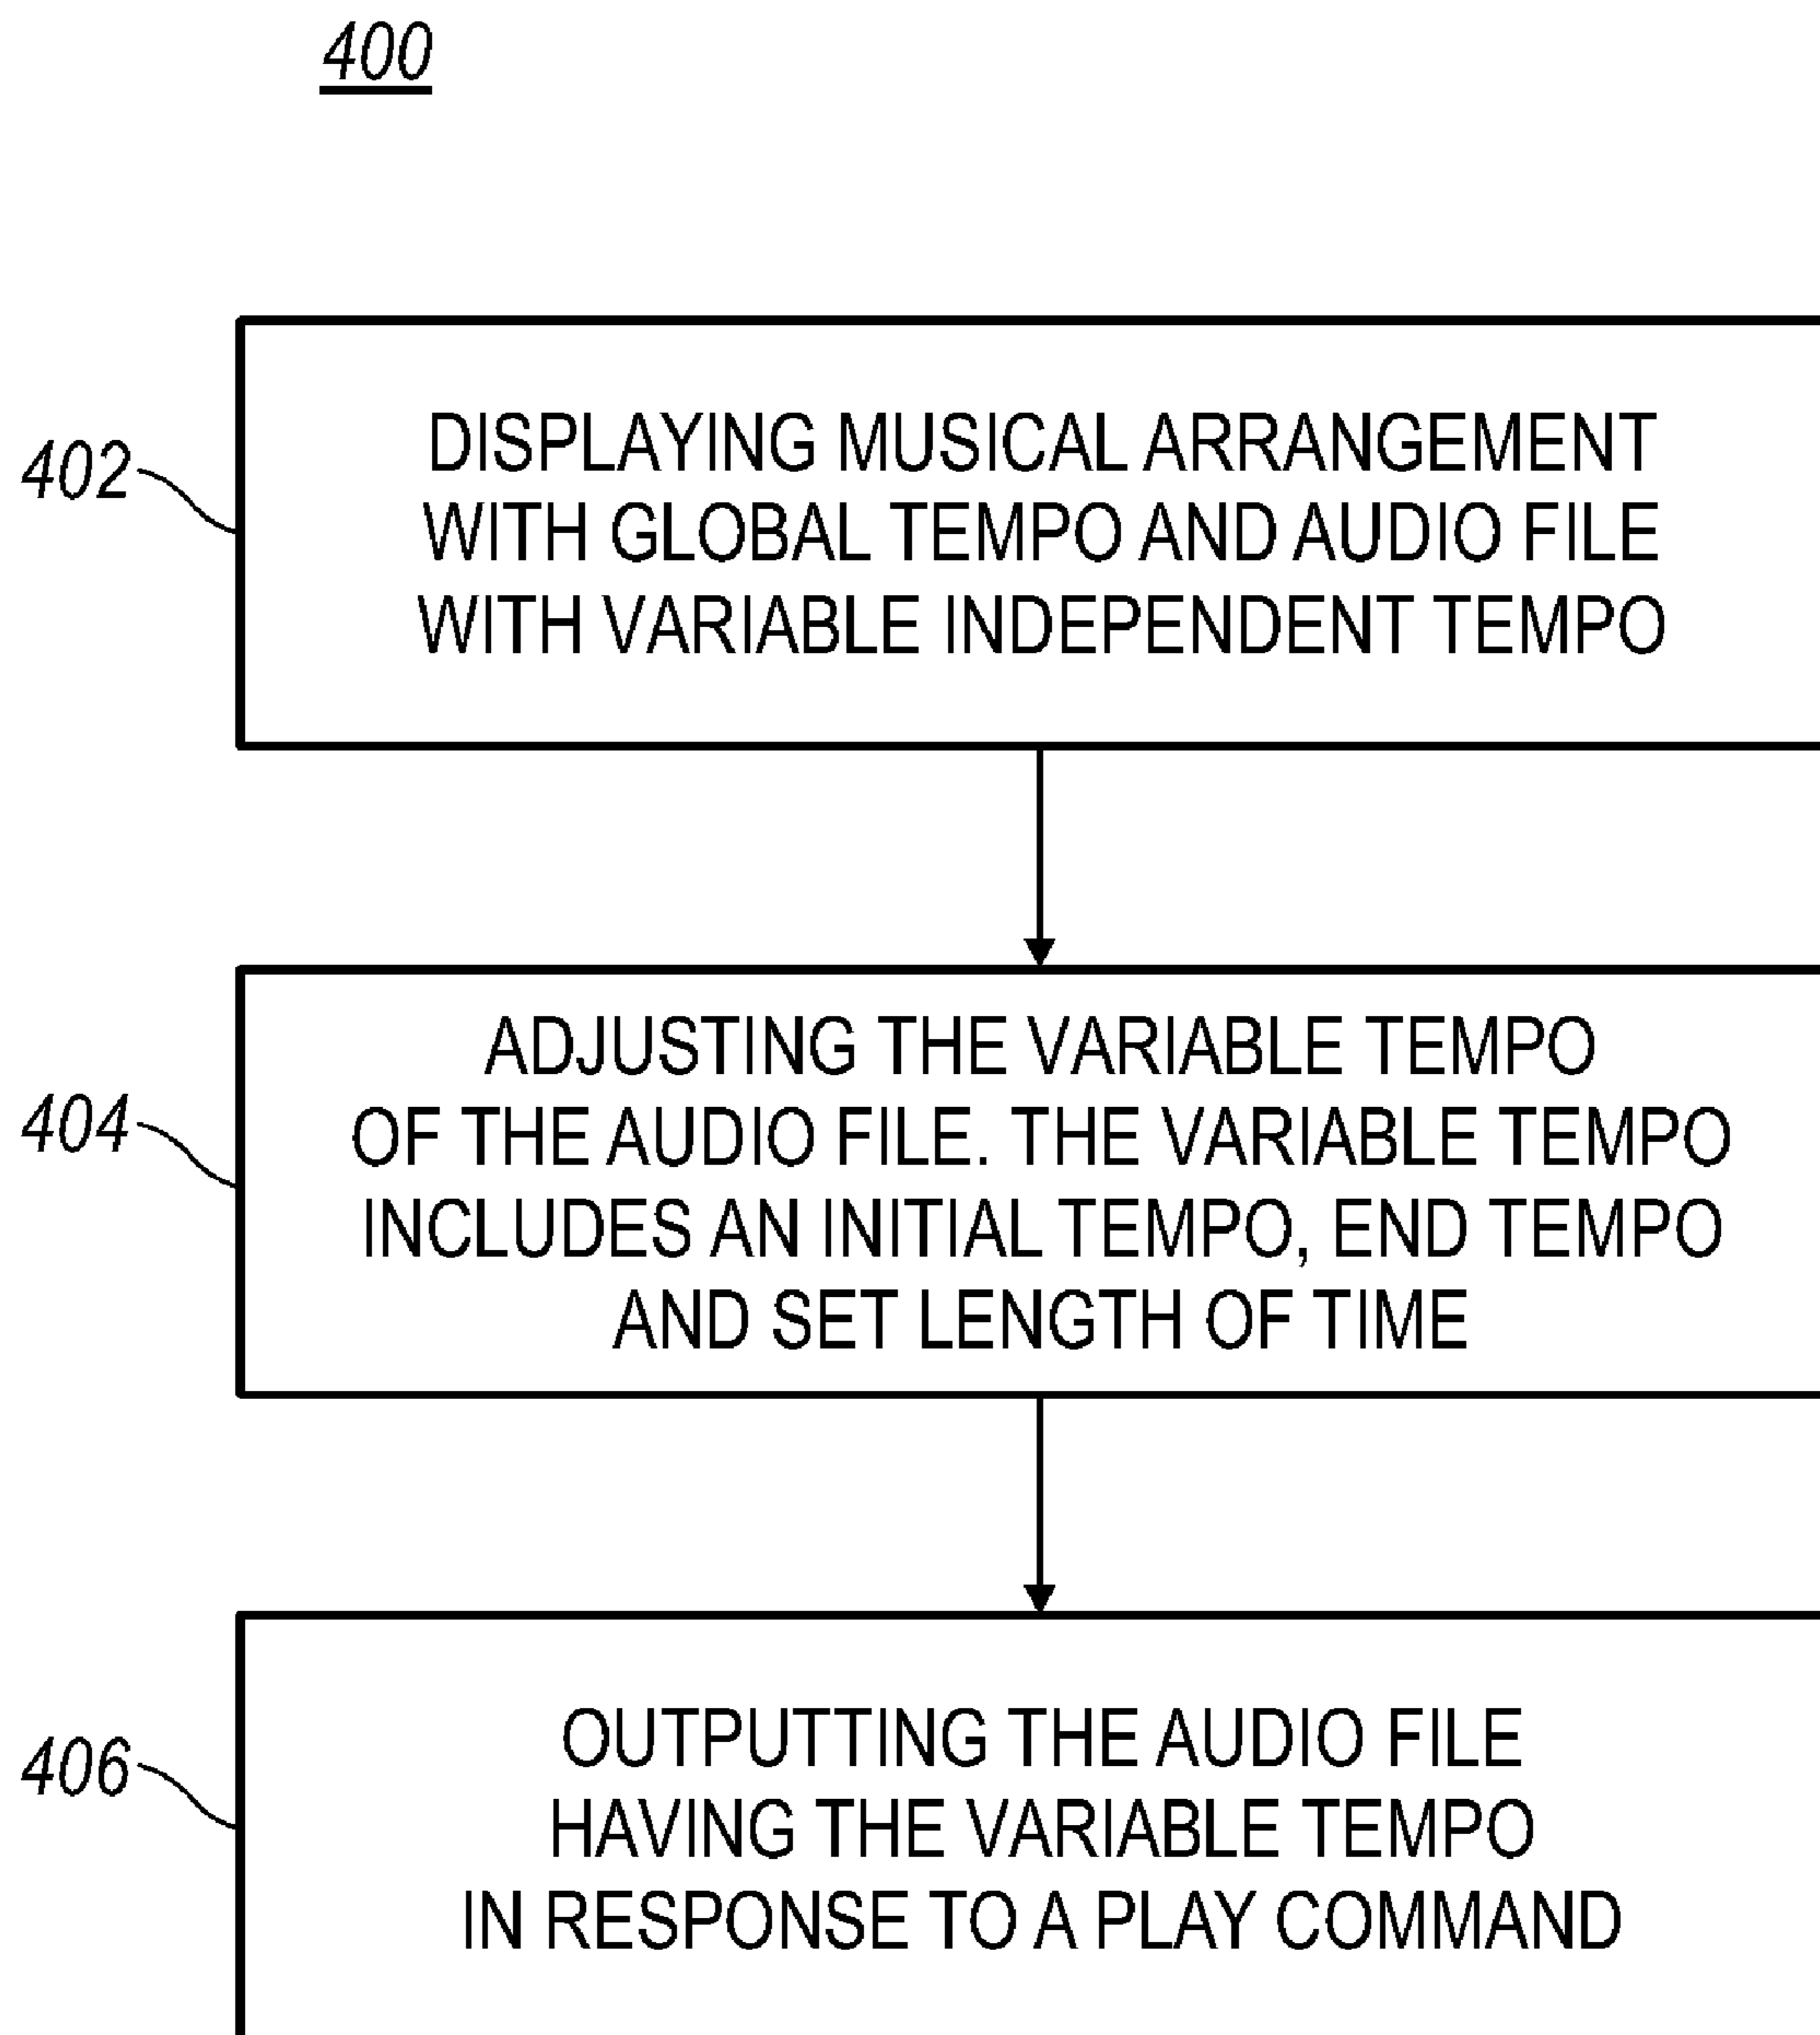 400
402
DISPLAYING MUSICAL ARRANGEMENT
WITH GLOBAL TEMPO AND AUDIO FILE
WITH VARIABLE INDEPENDENT TEMPO
404
ADJUSTING THE VARIABLE TEMPO
OF THE AUDIO FILE. THE VARIABLE TEMPO
INCLUDES AN INITIAL TEMPO, END TEMPO
AND SET LENGTH OF TIME
406
OUTPUTTING THE AUDIO FILE
HAVING THE VARIABLE TEMPO
IN RESPONSE TO A PLAY COMMAND